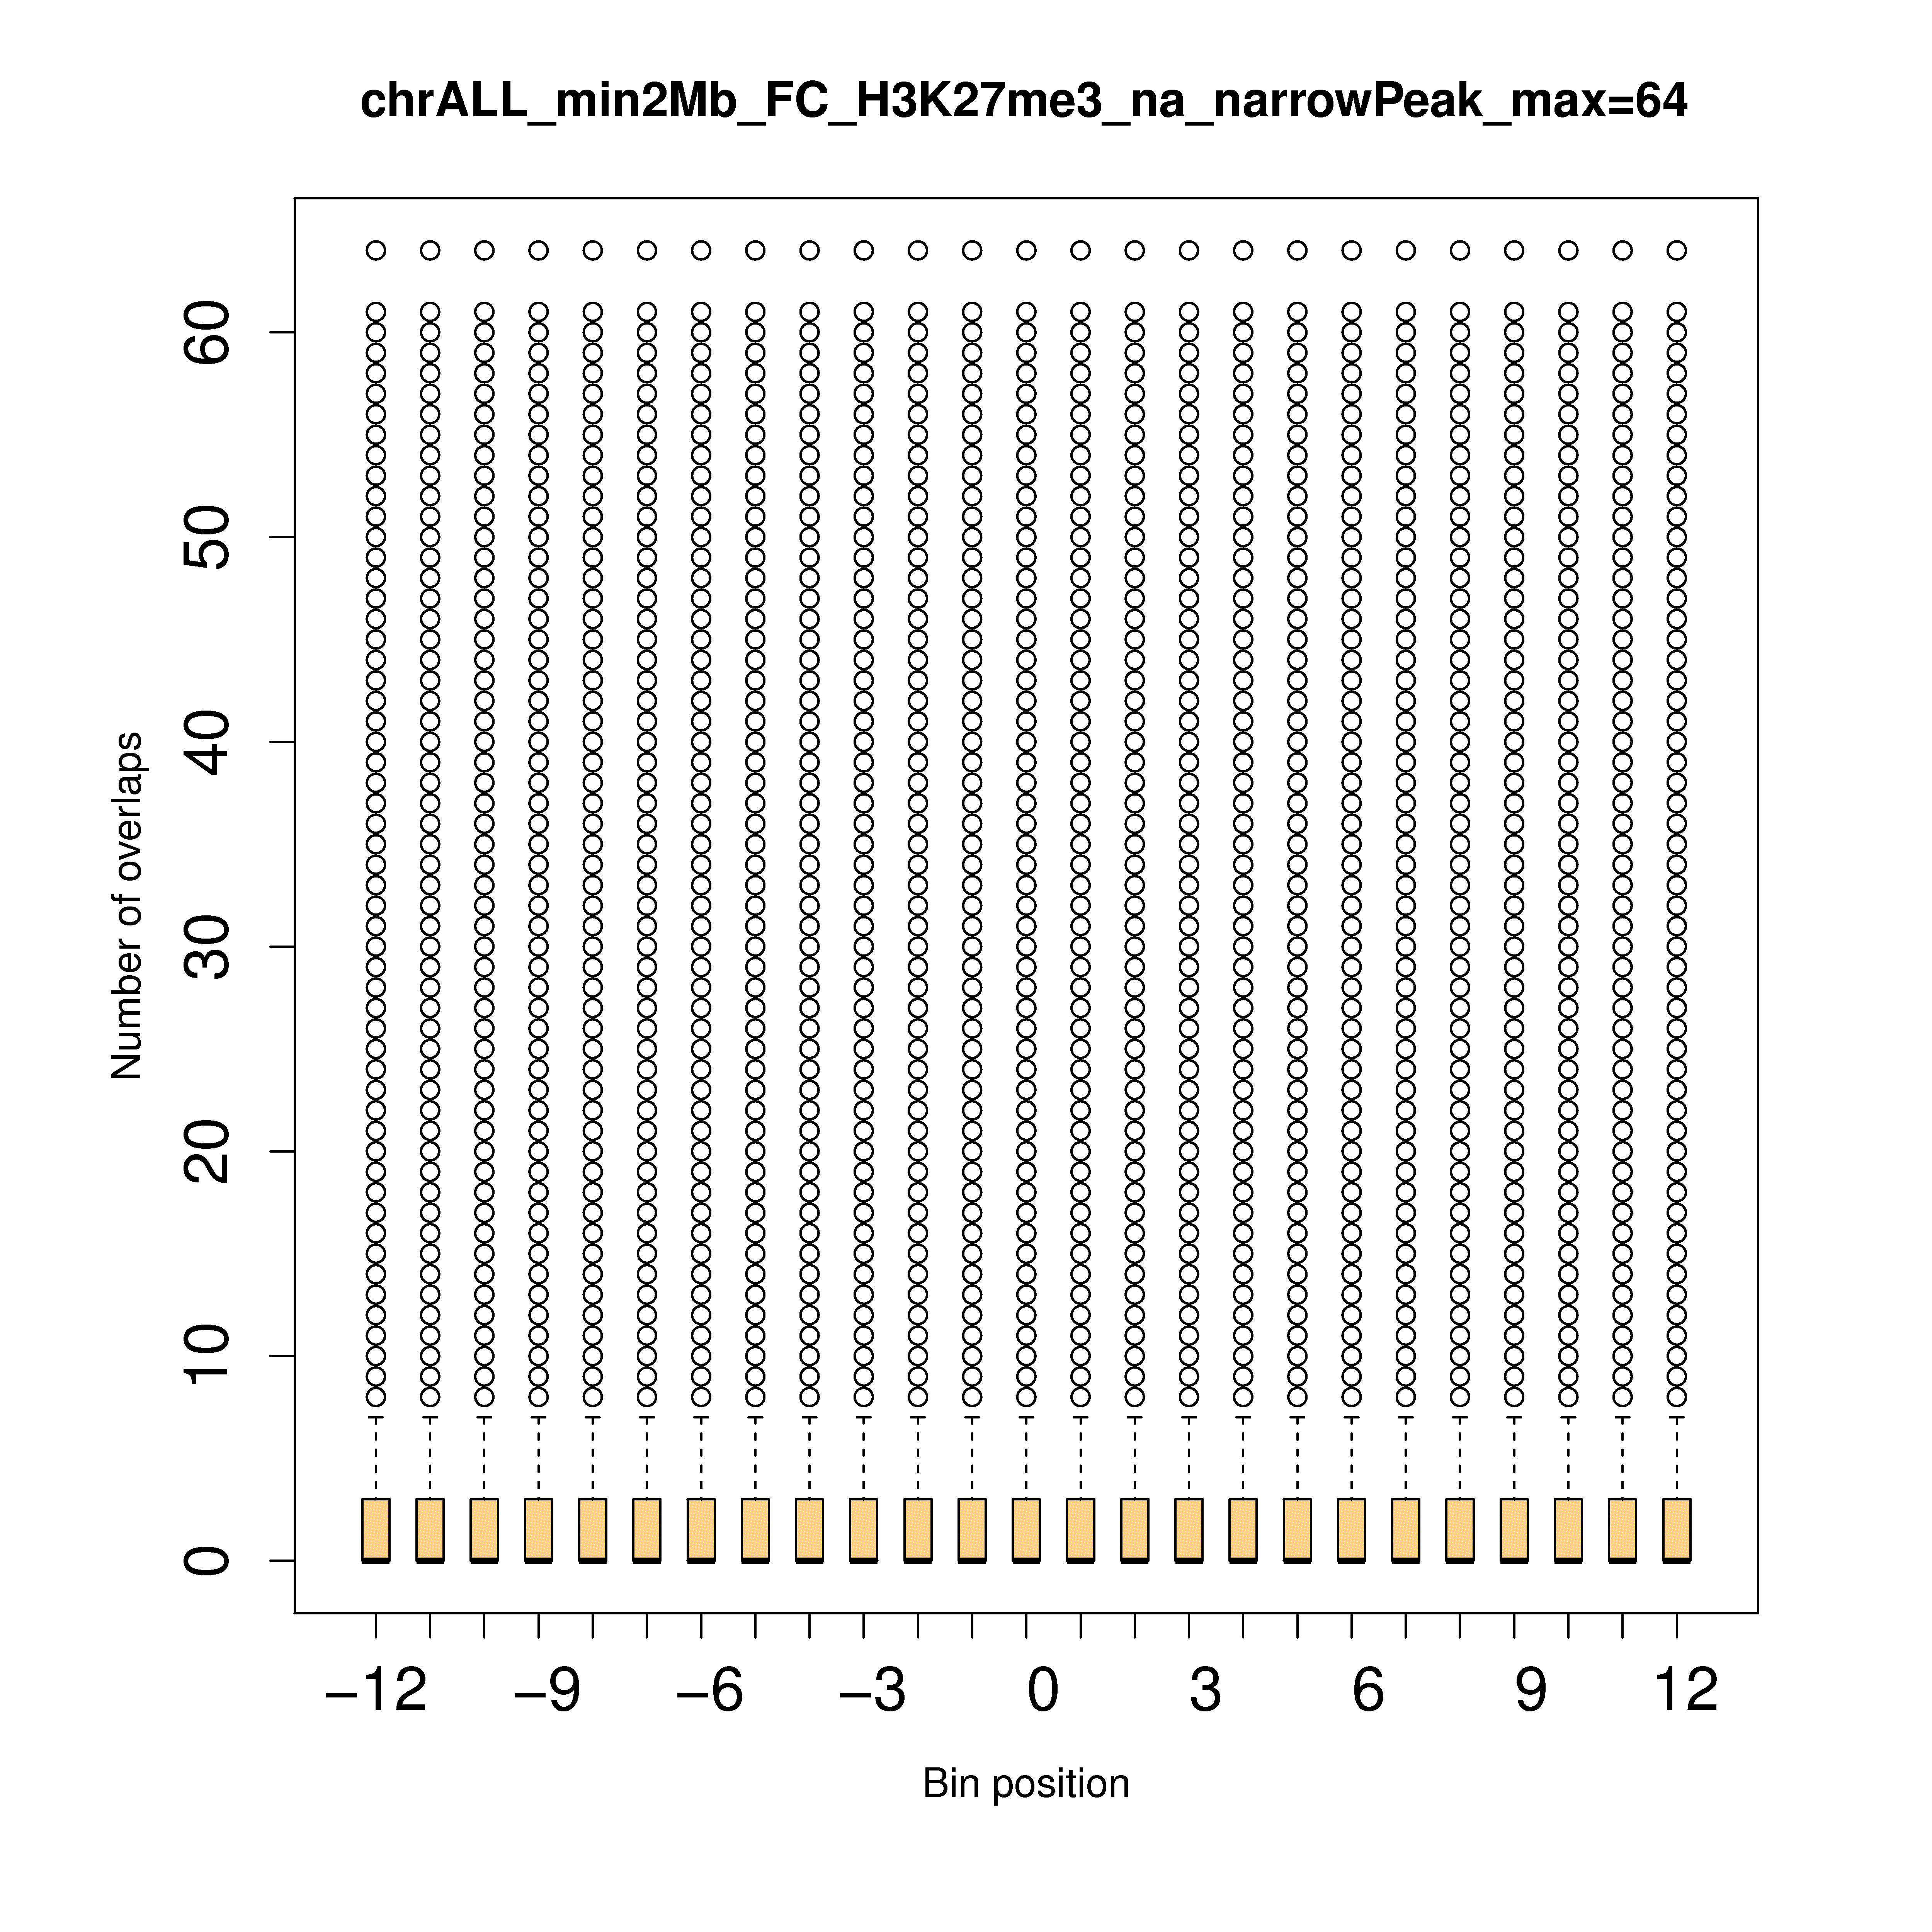 chrALL_min2Mb_FC_H3K27me3_na_narrowPeak_max=64
60
50
40
30
20
10
0
Number of overlaps
−12 −9 −6 −3 0 3 6 9 12
Bin position